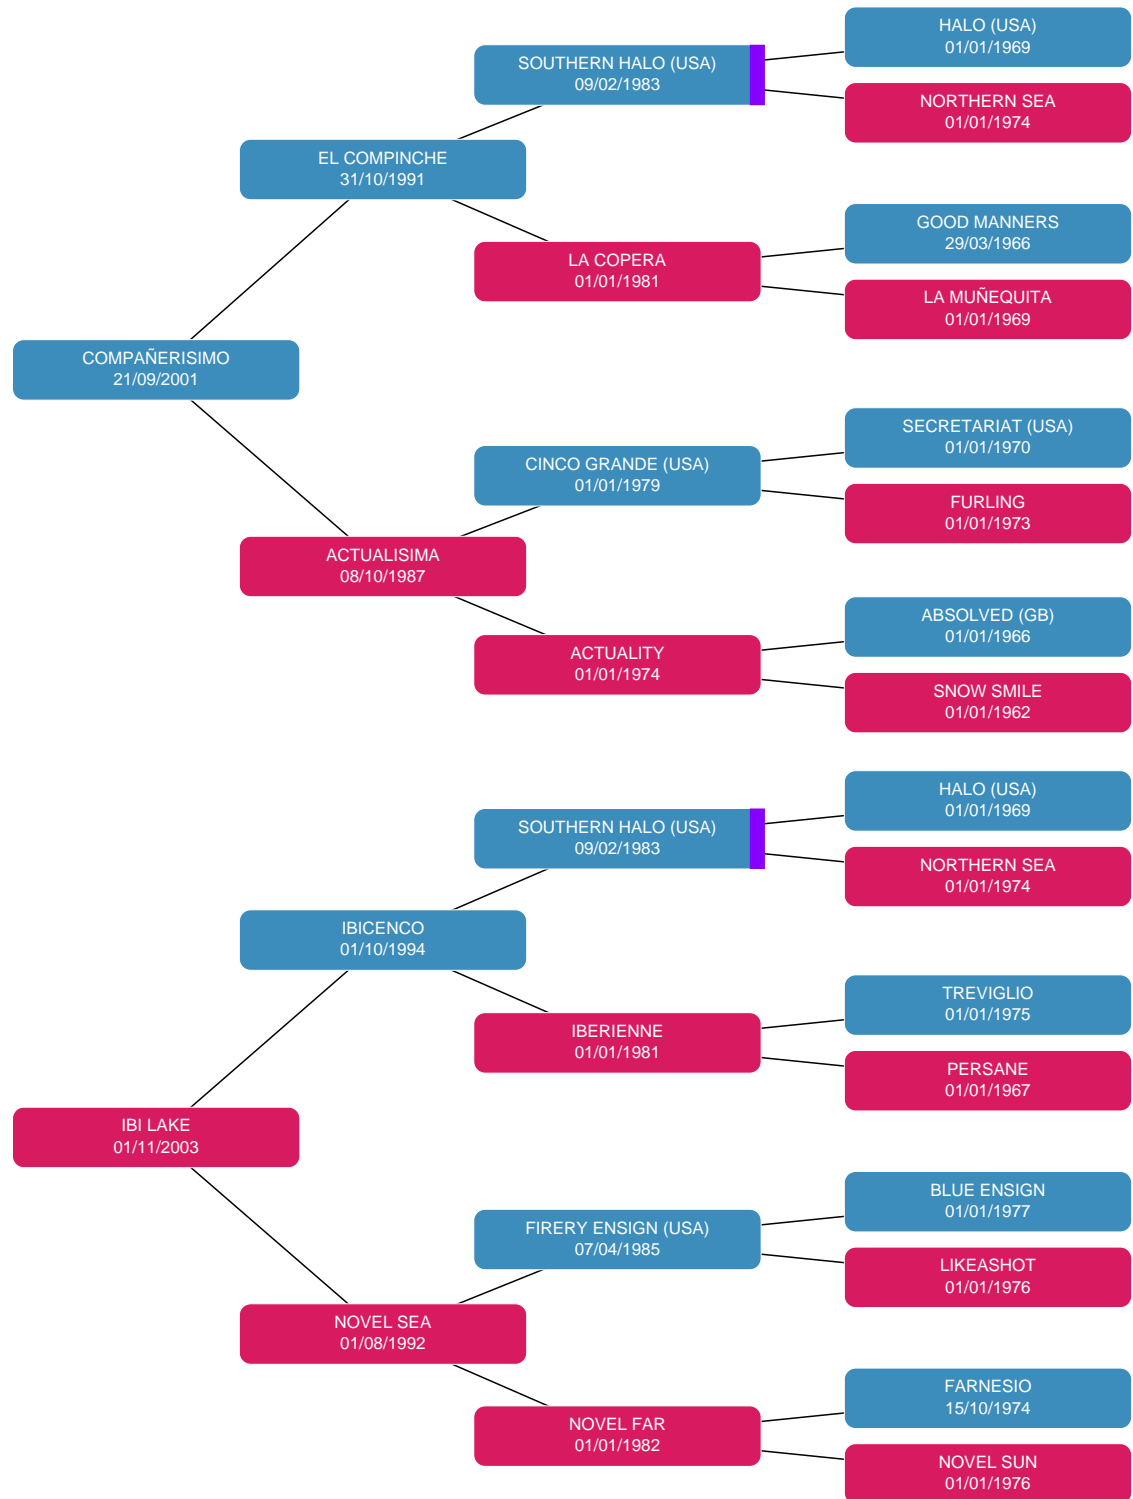 HALO (USA)
01/01/1969
SOUTHERN HALO (USA)
09/02/1983
NORTHERN SEA
01/01/1974
EL COMPINCHE
31/10/1991
GOOD MANNERS
29/03/1966
LA COPERA
01/01/1981
LA MUÑEQUITA
01/01/1969
COMPAÑERISIMO
21/09/2001
SECRETARIAT (USA)
01/01/1970
CINCO GRANDE (USA)
01/01/1979
FURLING
01/01/1973
ACTUALISIMA
08/10/1987
ABSOLVED (GB)
01/01/1966
ACTUALITY
01/01/1974
SNOW SMILE
01/01/1962
HALO (USA)
01/01/1969
SOUTHERN HALO (USA)
09/02/1983
NORTHERN SEA
01/01/1974
IBICENCO
01/10/1994
TREVIGLIO
01/01/1975
IBERIENNE
01/01/1981
PERSANE
01/01/1967
IBI LAKE
01/11/2003
BLUE ENSIGN
01/01/1977
FIRERY ENSIGN (USA)
07/04/1985
LIKEASHOT
01/01/1976
NOVEL SEA
01/08/1992
FARNESIO
15/10/1974
NOVEL FAR
01/01/1982
NOVEL SUN
01/01/1976